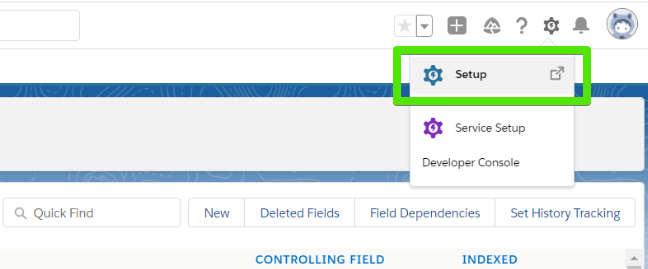 ?
Setup
Service Setup
Developer Console
Quick Find
New
Deleted Fields
Field Dependencies
Set History Tracking
CONTROLLING FIELD
INDEXED